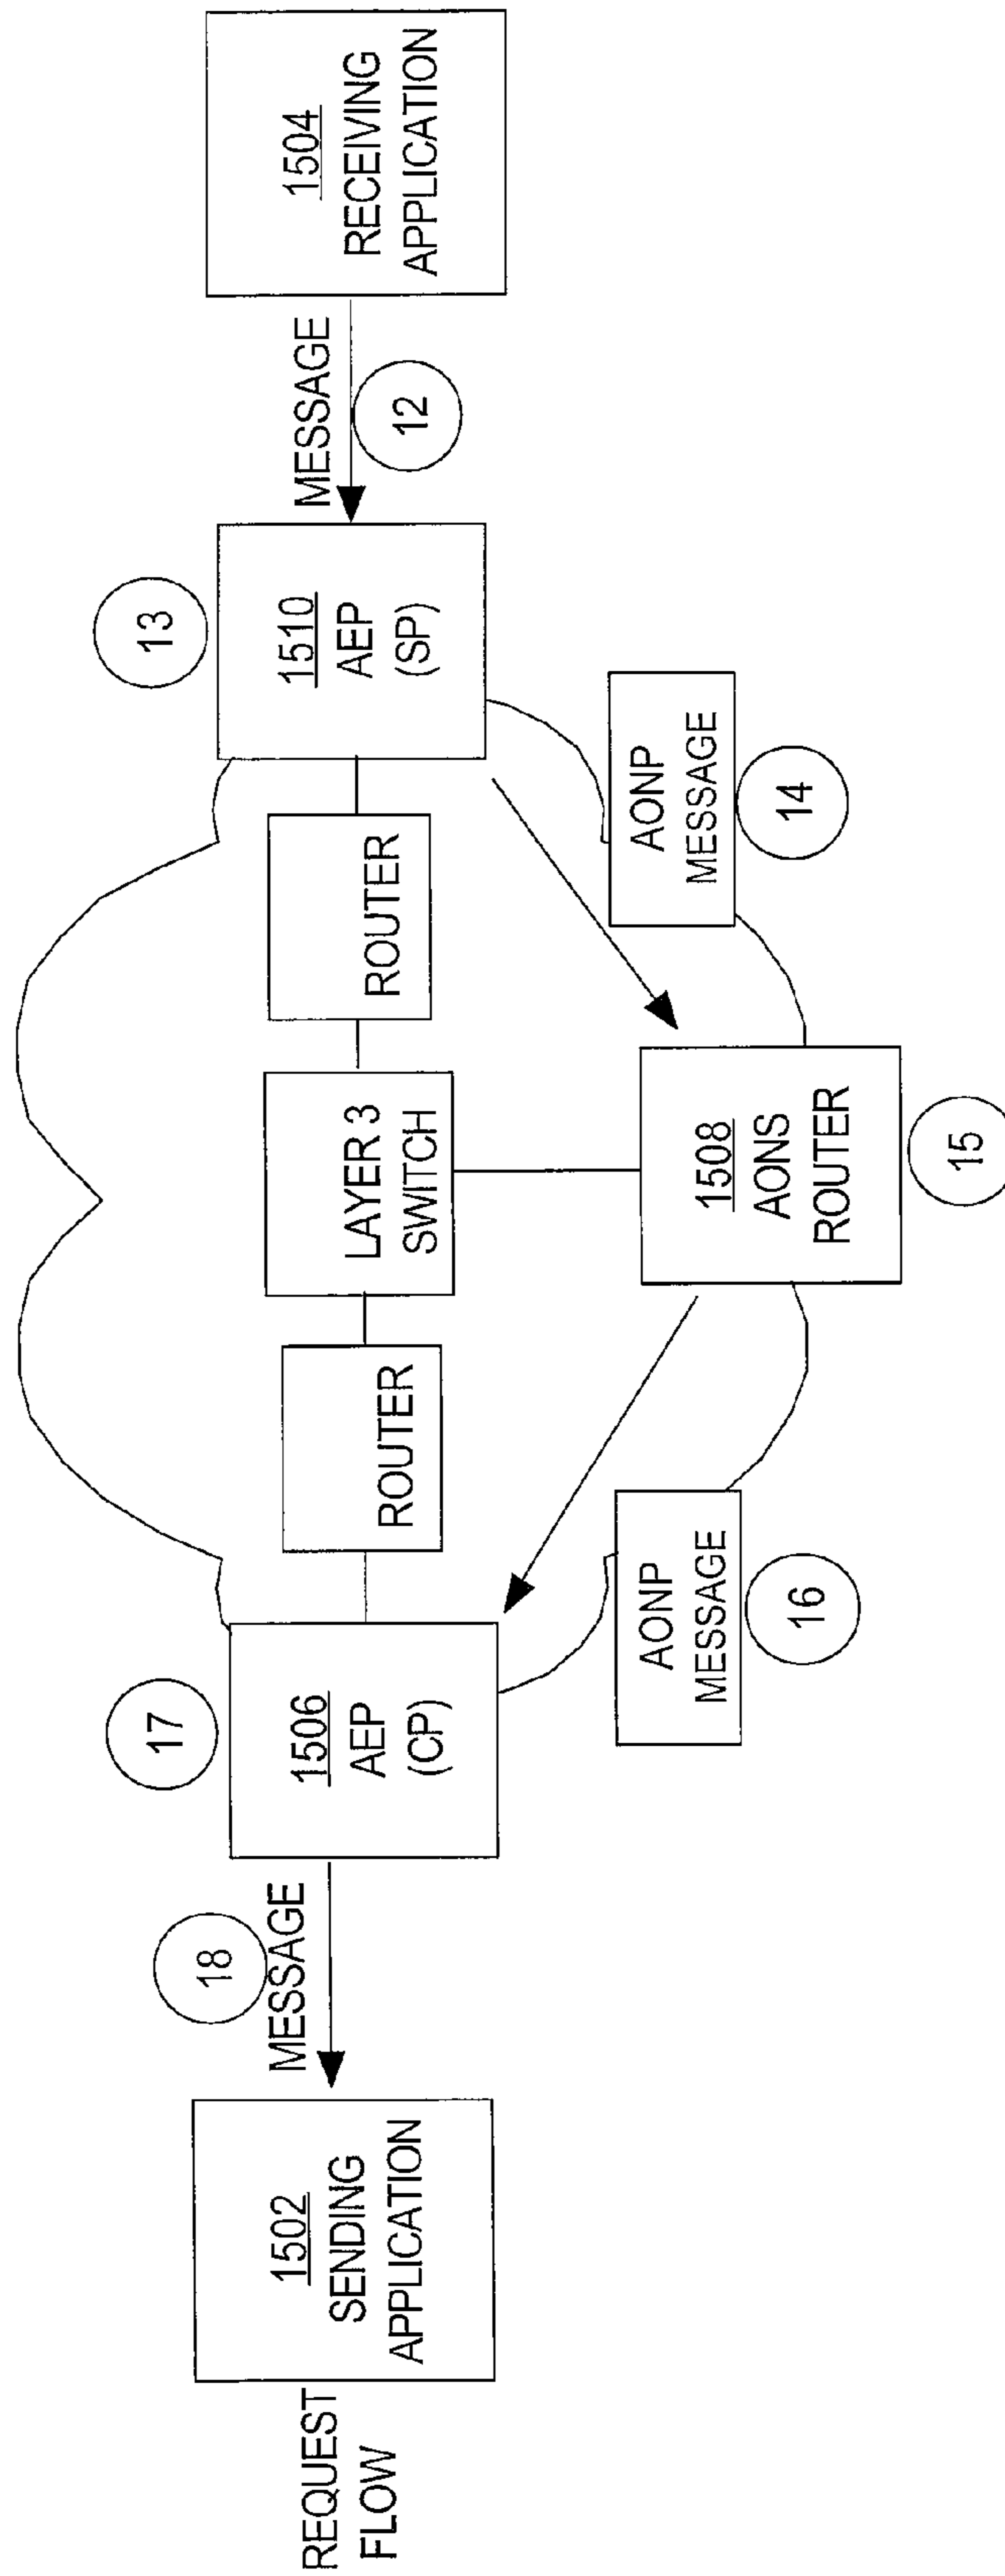 REQUEST
FLOW
1502
SENDING
APPLICATION
18
MESSAGE
17
1506
AEP
(CP)
ROUTER
LAYER 3
SWITCH
ROUTER
13
1510
AEP
(SP)
MESSAGE
12
1504
RECEIVING
APPLICATION
AONP
MESSAGE
16
1508
AONS
ROUTER
15
AONP
MESSAGE
14